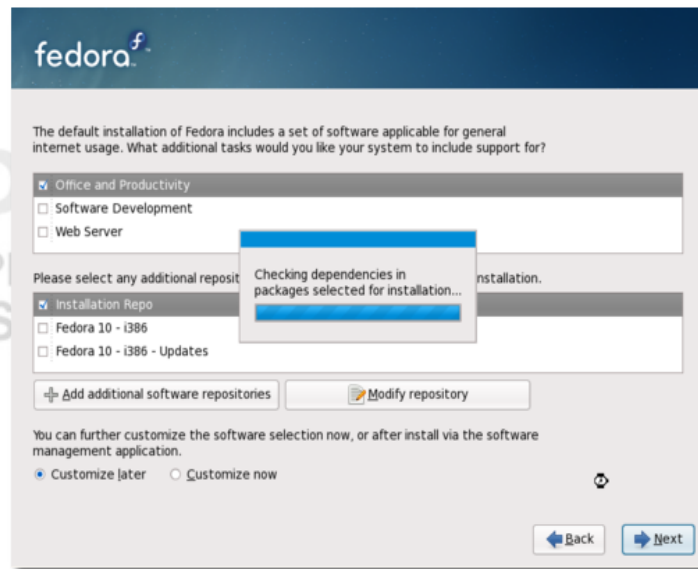 fedora
The default installation of Fedora includes a set of software applicable for general
internet usage. What additional tasks would you like your system to include support for?
Office and Productivity
Software Development
Web Server
Please select any additional reposit
nstallation.
Checking dependencies in
packages selected for installation...
Installation Repo
Fedora 10 - i386
Fedora 10 - i386 - Updates
Add additional software repositories
Modify repository
You can further customize the software selection now, or after install via the software
management application.
Customize later
Customize now
Back
Next